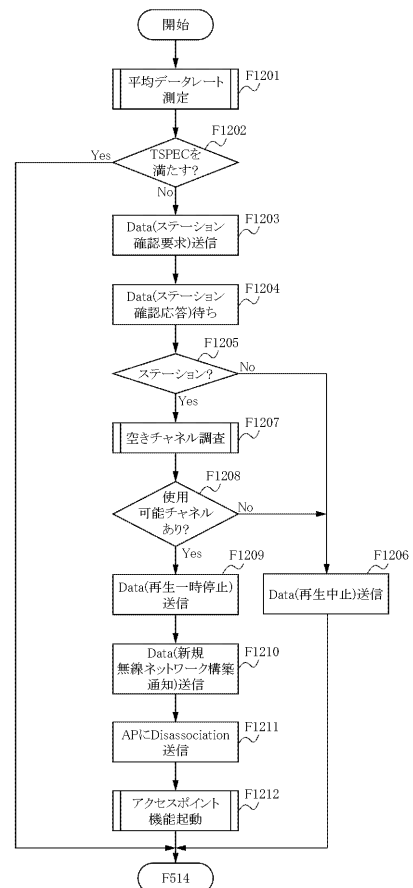 開始
平均データレート
測定
F1201
F1202
TSPECを
満たす?
Yes
No
Data(ステーション
確認要求)送信
F1203
Data(ステーション
確認応答)待ち
F1204
F1205
ステーション?
No
Yes
空きチャネル調査
F1207
F1208
使用
可能チャネル
あり?
No
Yes
F1209
Data(再生一時停止)
送信
F1206
Data(再生中止)送信
Data(新規
無線ネットワーク構築
通知)送信
F1210
APにDisassociation
送信
F1211
アクセスポイント
機能起動
F1212
F514